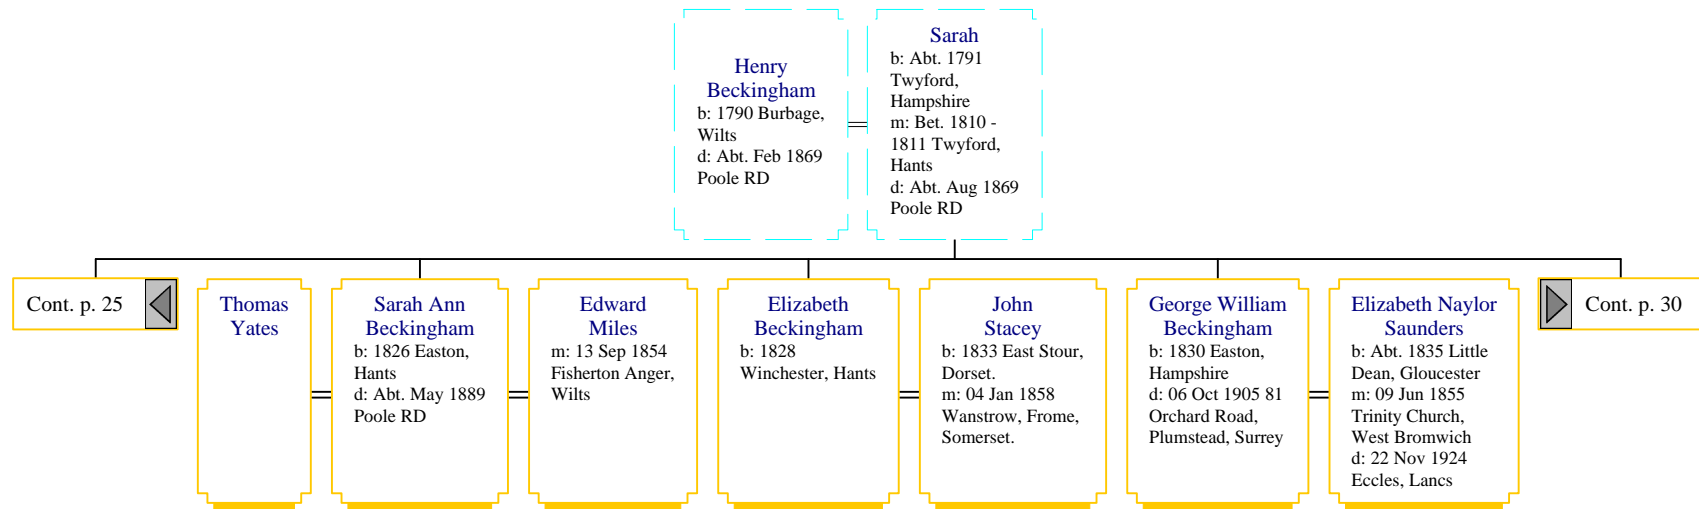 Henry
Beckingham
b: 1790 Burbage,
Wilts
d: Abt. Feb 1869
Poole RD
Sarah
b: Abt. 1791
Twyford,
Hampshire
m: Bet. 1810 -
1811 Twyford,
Hants
d: Abt. Aug 1869
Poole RD
Cont. p. 25
Thomas
Yates
Sarah Ann
Beckingham
b: 1826 Easton,
Hants
d: Abt. May 1889
Poole RD
Edward
Miles
m: 13 Sep 1854
Fisherton Anger,
Wilts
Elizabeth
Beckingham
b: 1828
Winchester, Hants
John
Stacey
b: 1833 East Stour,
Dorset.
m: 04 Jan 1858
Wanstrow, Frome,
Somerset.
George William
Beckingham
b: 1830 Easton,
Hampshire
d: 06 Oct 1905 81
Orchard Road,
Plumstead, Surrey
Elizabeth Naylor
Saunders
b: Abt. 1835 Little
Dean, Gloucester
m: 09 Jun 1855
Trinity Church,
West Bromwich
d: 22 Nov 1924
Eccles, Lancs
Cont. p. 30